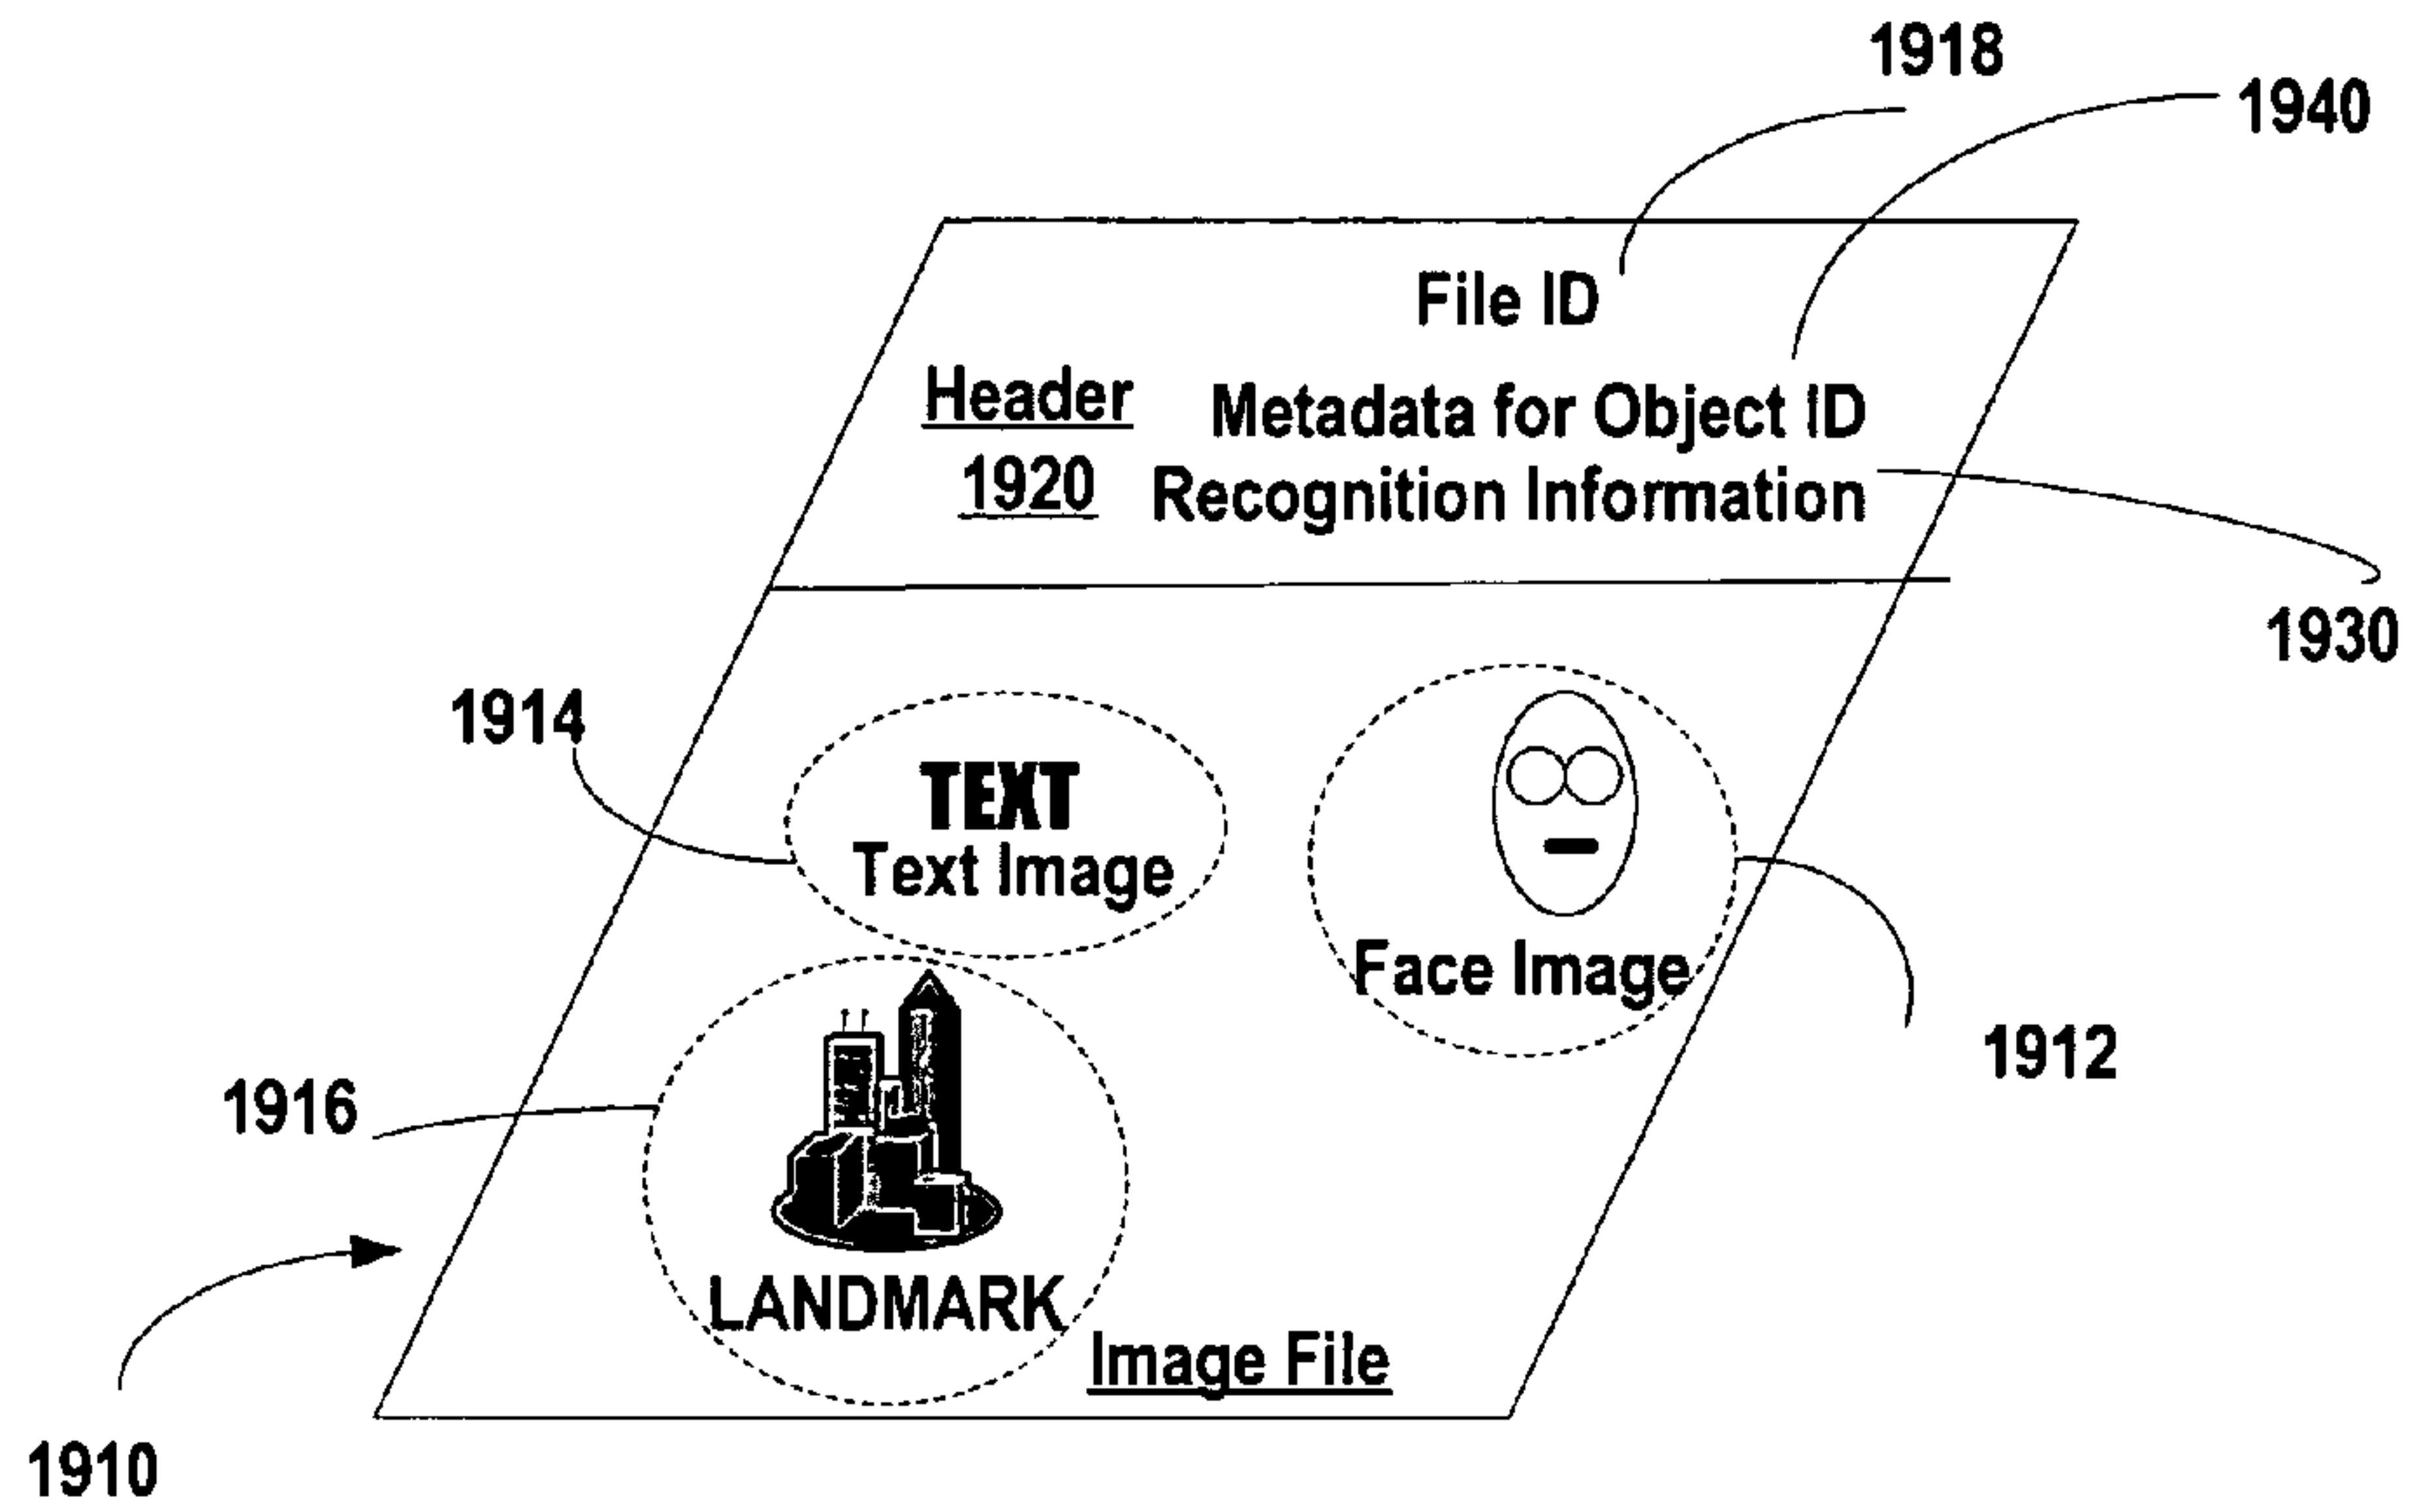 1918
1940
File ID
Header
Metadata for Object ID
1920
Recognition Information
1930
1914
TEXT
Text Image
Face Image
1916
1912
LANDMARK
Image File
1910